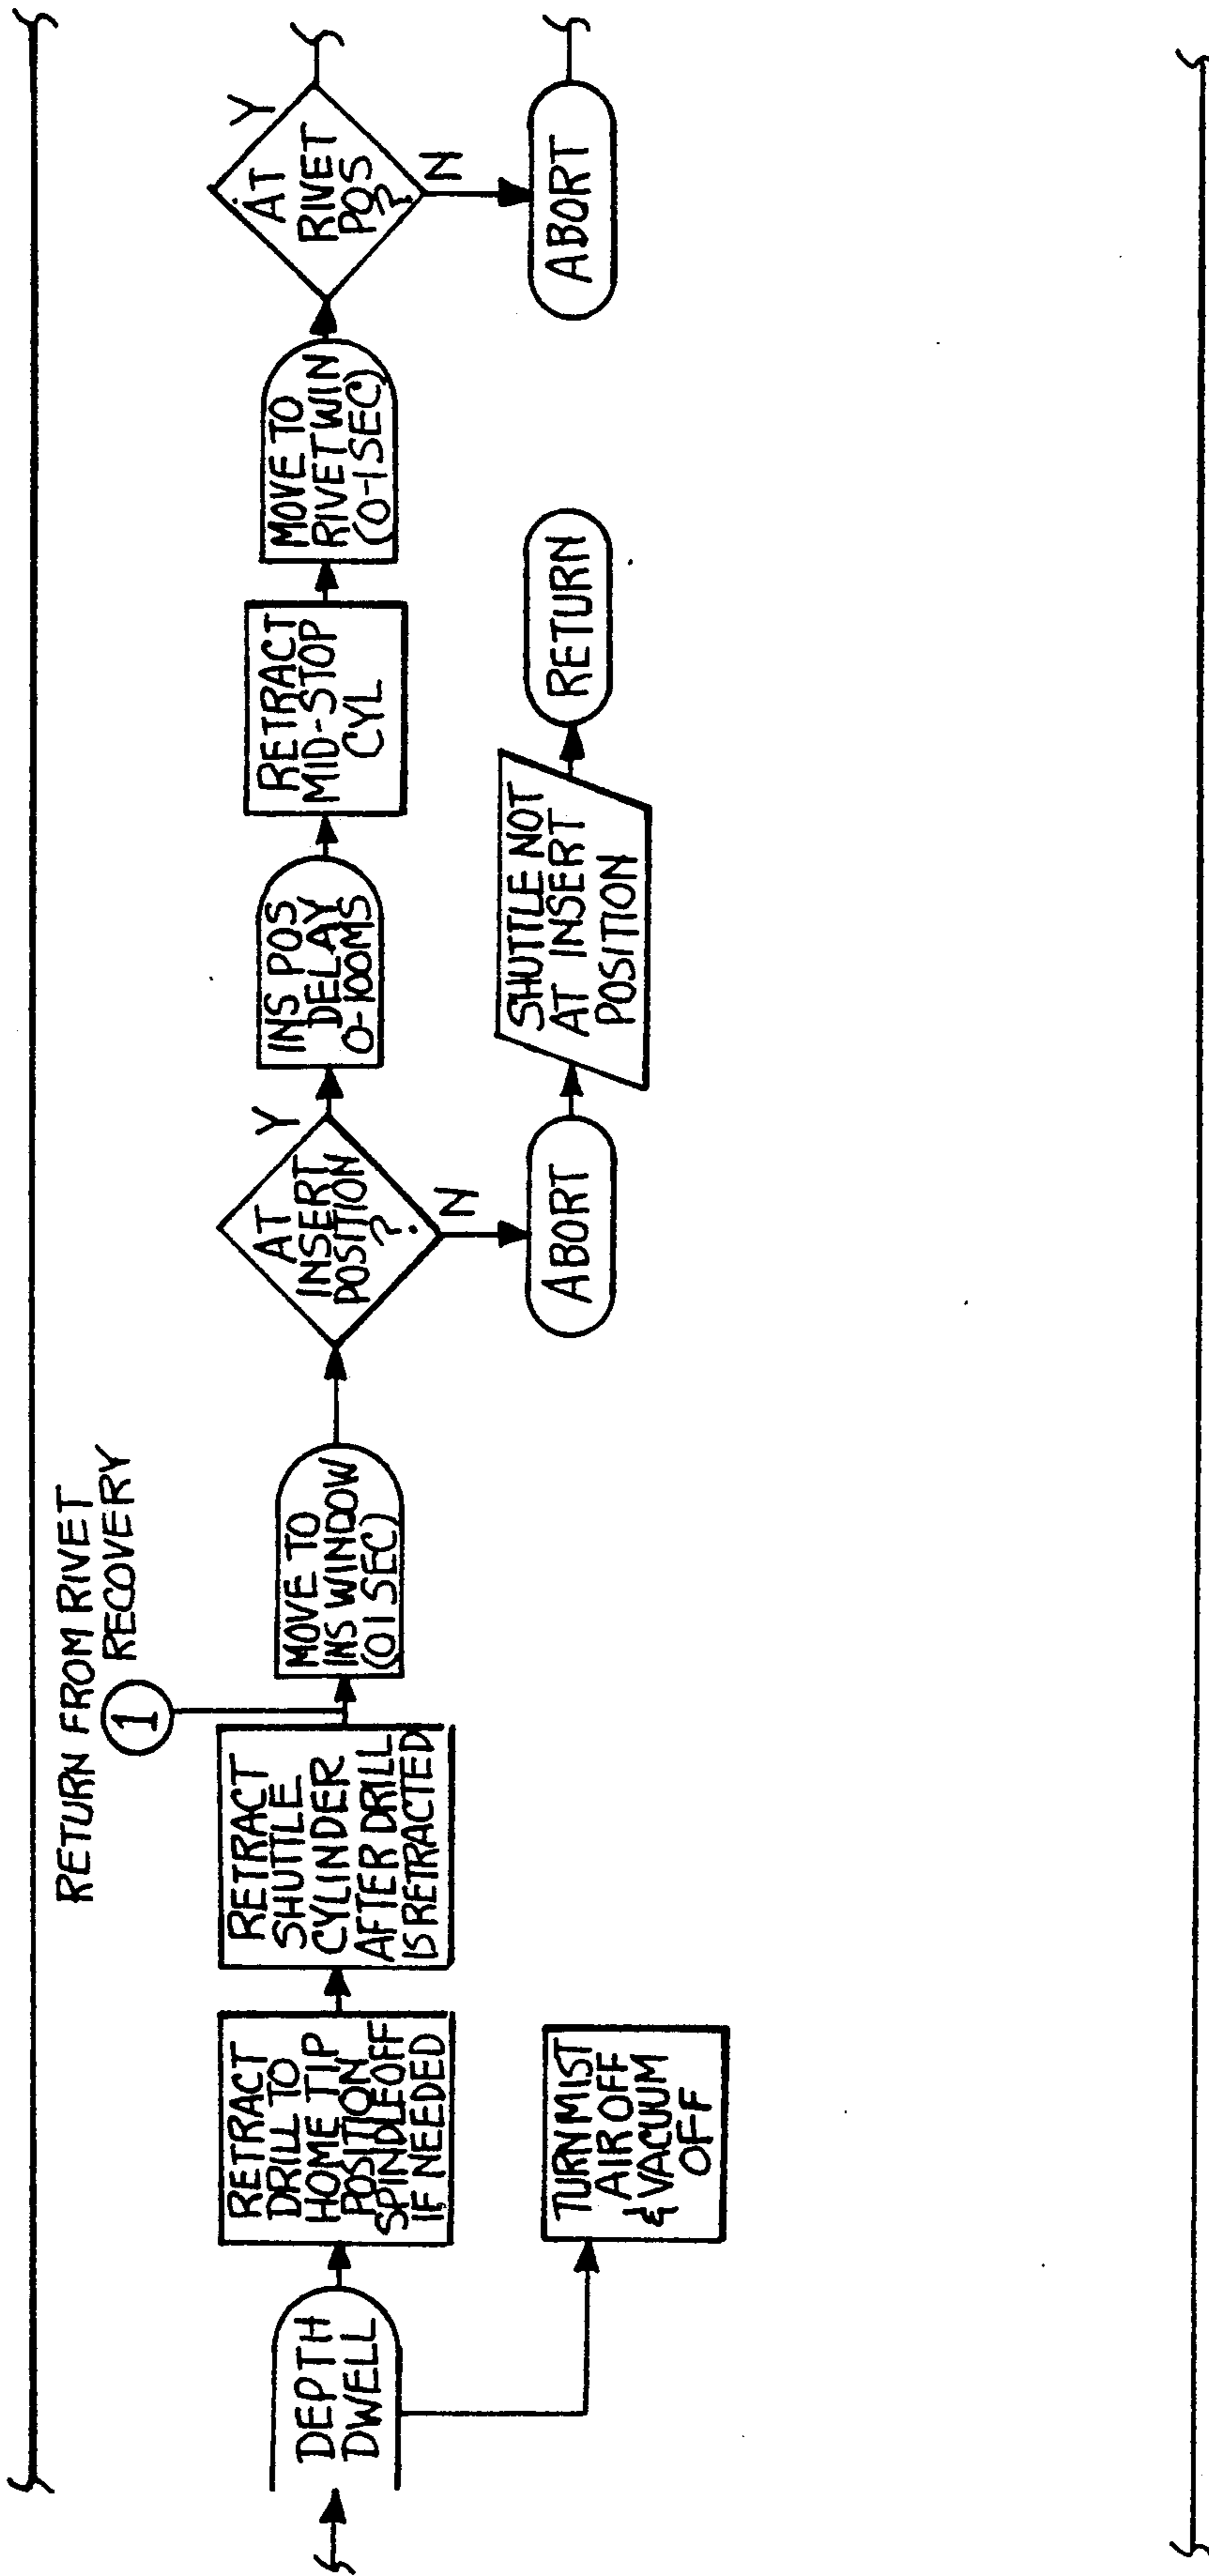 RETURN FROM RIVET
RECOVERY
1
DEPTH
DWELL
RETRACT
DRILL TO
HOME TIP
POSITION
SPINDLE OFF
IF NEEDED
RETRACT
SHUTTLE
CYLINDER
AFTER DRILL
IS RETRACTED
MOVE TO
INS WINDOW
(0 1 SEC)
AT
INSERT
POSITION
?
Y
N
INS POS
DELAY
0-100MS
RETRACT
MID-STOP
CYL
MOVE TO
RIVET WIN
(0-1SEC)
AT
RIVET
POS
?
Y
N
TURN MIST
AIR OFF
& VACUUM
OFF
ABORT
SHUTTLE NOT
AT INSERT
POSITION
RETURN
ABORT